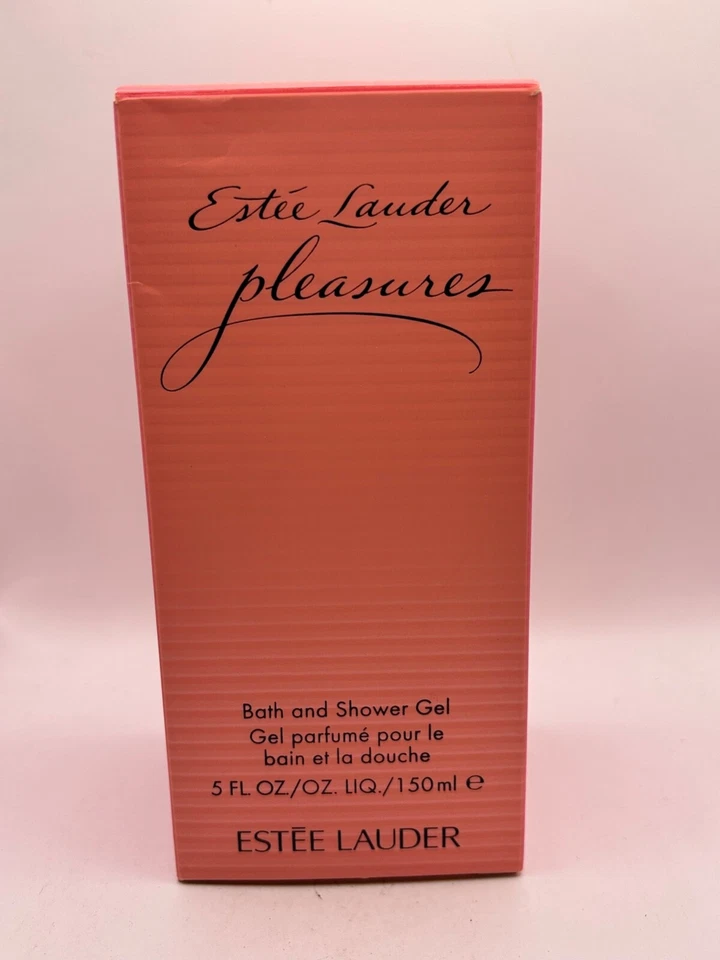 Estée Lauder
pleasures
Bath and Shower Gel
Gel parfumé pour le
bain et la douche
5 FL. OZ./OZ. LIQ./150ml ℮
ESTĒE LAUDER